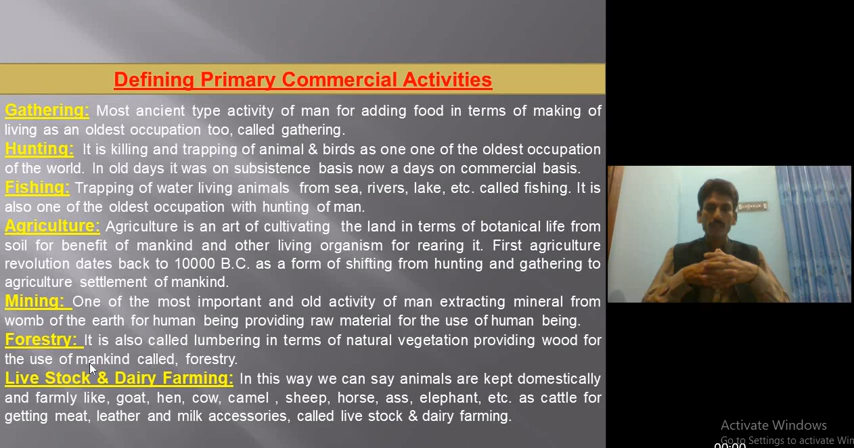 Defining Primary Commercial Activities
Gathering: Most ancient type activity of man for adding food in terms of making of
living as an oldest occupation too, called gathering.
Hunting: It is killing and trapping of animal & birds as one one of the oldest occupation
of the world. In old days it was on subsistence basis now a days on commercial basis.
Fishing: Trapping of water living animals from sea, rivers, lake, etc. called fishing. It is
also one of the oldest occupation with hunting of man.
Agriculture: Agriculture is an art of cultivating the land in terms of botanical life from
soil for benefit of mankind and other living organism for rearing it. First agriculture
revolution dates back to 10000 B.C. as a form of shifting from hunting and gathering to
agriculture settlement of mankind.
Mining: One of the most important and old activity of man extracting mineral from
womb of the earth for human being providing raw material for the use of human being.
Forestry: It is also called lumbering in terms of natural vegetation providing wood for
the use of mankind called, forestry.
Live Stock & Dairy Farming: In this way we can say animals are kept domestically
and farmly like, goat, hen, cow, camel , sheep, horse, ass, elephant, etc. as cattle for
getting meat, leather and milk accessories, called live stock & dairy farming.
Activate Windows
Go to Settings to activate Win
00:00